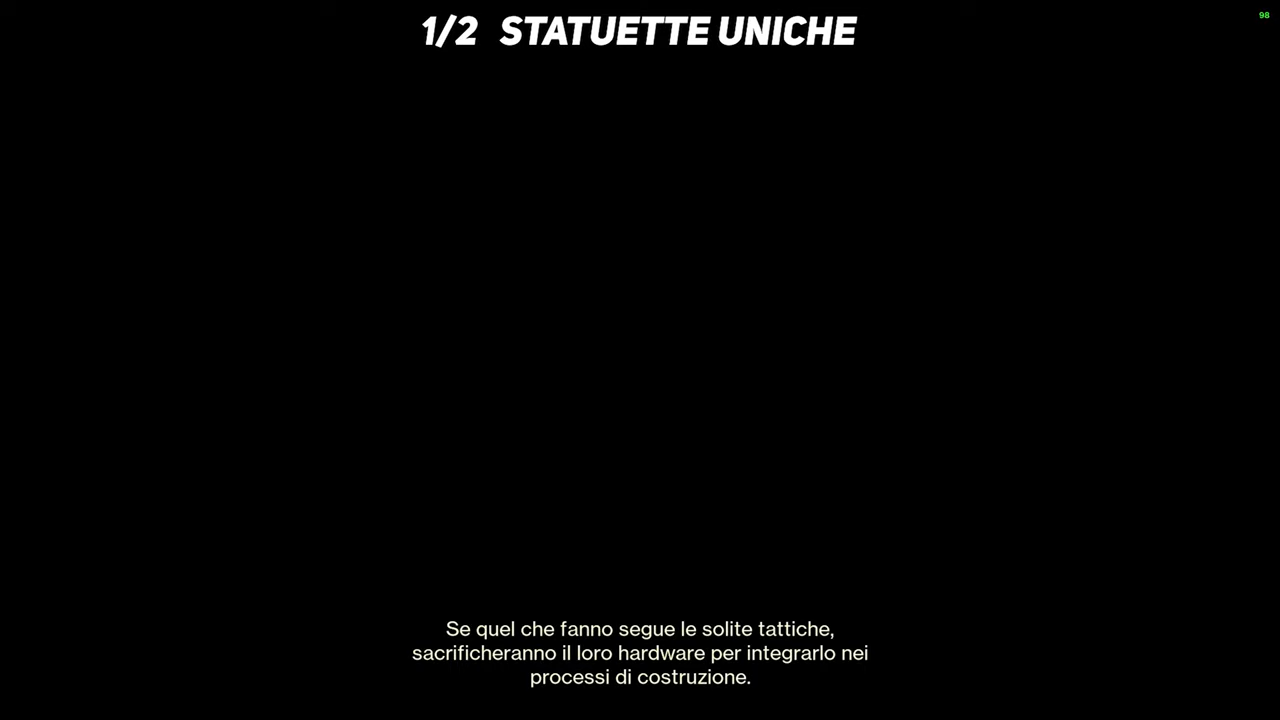 1/2 STATUETTE UNICHE
98
Se quel che fanno segue le solite tattiche,
sacrificheranno il loro hardware per integrarlo nei
processi di costruzione.